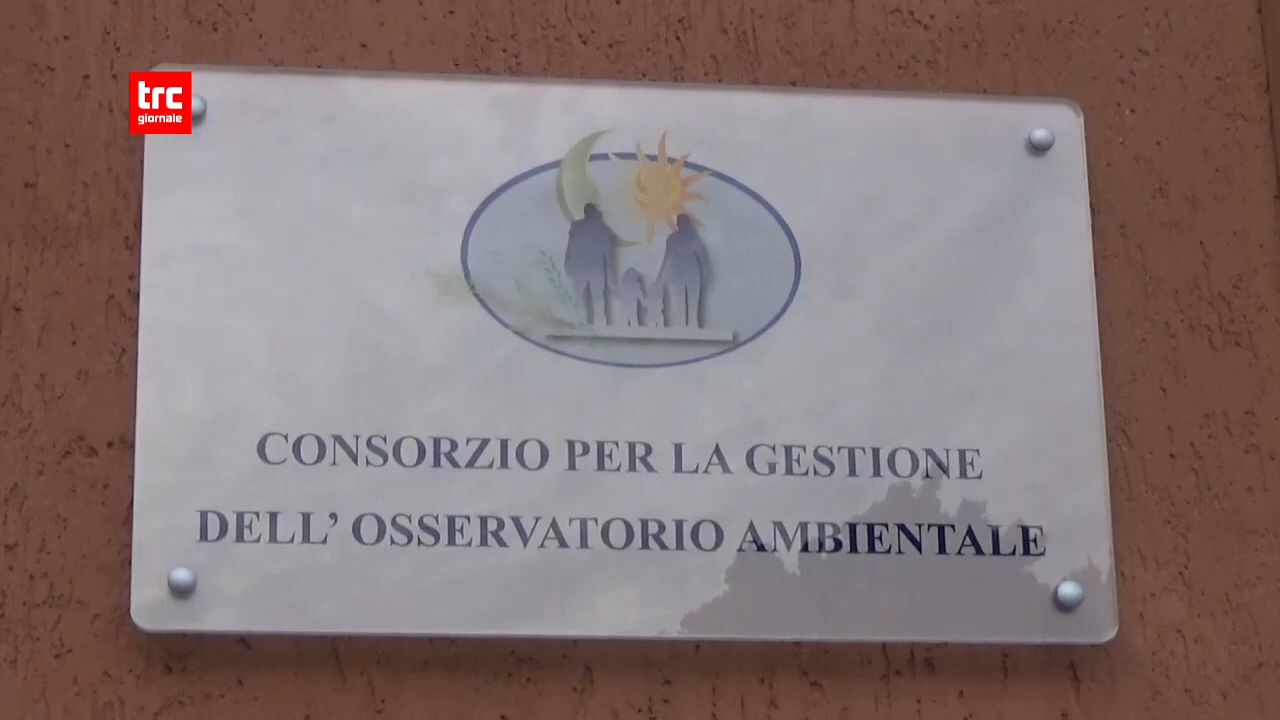 trc
giornale
CONSORZIO PER LA GESTIONE
DELL’ OSSERVATORIO AMBIENTALE